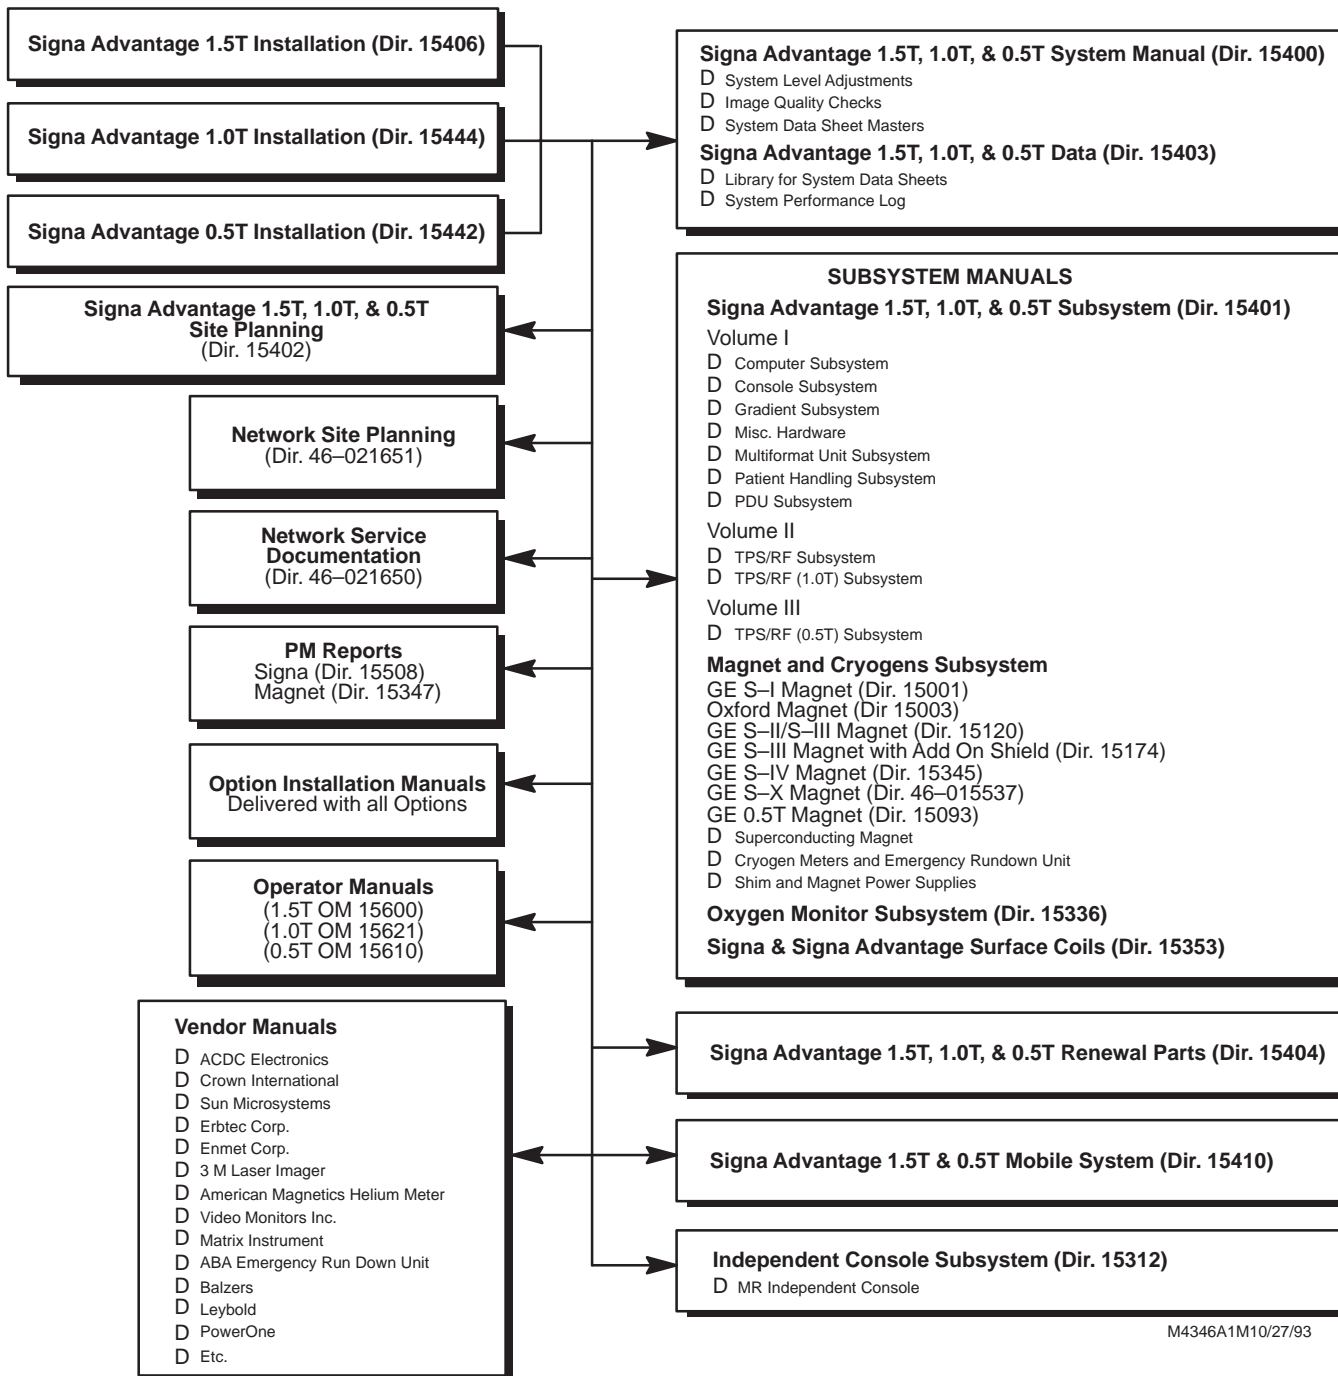 Signa Advantage 1.5T Installation (Dir. 15406)
Signa Advantage 1.0T Installation (Dir. 15444)
Signa Advantage 0.5T Installation (Dir. 15442)
Signa Advantage 1.5T, 1.0T, & 0.5T
Site Planning
(Dir. 15402)
Network Site Planning
(Dir. 46–021651)
Network Service
Documentation
(Dir. 46–021650)
PM Reports
Signa (Dir. 15508)
Magnet (Dir. 15347)
Option Installation Manuals
Delivered with all Options
Operator Manuals
(1.5T OM 15600)
(1.0T OM 15621)
(0.5T OM 15610)
Vendor Manuals
D ACDC Electronics
D Crown International
D Sun Microsystems
D Erbtec Corp.
D Enmet Corp.
D 3 M Laser Imager
D American Magnetics Helium Meter
D Video Monitors Inc.
D Matrix Instrument
D ABA Emergency Run Down Unit
D Balzers
D Leybold
D PowerOne
D Etc.
Signa Advantage 1.5T, 1.0T, & 0.5T System Manual (Dir. 15400)
D System Level Adjustments
D Image Quality Checks
D System Data Sheet Masters
Signa Advantage 1.5T, 1.0T, & 0.5T Data (Dir. 15403)
D Library for System Data Sheets
D System Performance Log
SUBSYSTEM MANUALS
Signa Advantage 1.5T, 1.0T, & 0.5T Subsystem (Dir. 15401)
Volume I
D Computer Subsystem
D Console Subsystem
D Gradient Subsystem
D Misc. Hardware
D Multiformat Unit Subsystem
D Patient Handling Subsystem
D PDU Subsystem
Volume II
D TPS/RF Subsystem
D TPS/RF (1.0T) Subsystem
Volume III
D TPS/RF (0.5T) Subsystem
Magnet and Cryogens Subsystem
GE S–I Magnet (Dir. 15001)
Oxford Magnet (Dir 15003)
GE S–II/S–III Magnet (Dir. 15120)
GE S–III Magnet with Add On Shield (Dir. 15174)
GE S–IV Magnet (Dir. 15345)
GE S–X Magnet (Dir. 46–015537)
GE 0.5T Magnet (Dir. 15093)
D Superconducting Magnet
D Cryogen Meters and Emergency Rundown Unit
D Shim and Magnet Power Supplies
Oxygen Monitor Subsystem (Dir. 15336)
Signa & Signa Advantage Surface Coils (Dir. 15353)
Signa Advantage 1.5T, 1.0T, & 0.5T Renewal Parts (Dir. 15404)
Signa Advantage 1.5T & 0.5T Mobile System (Dir. 15410)
Independent Console Subsystem (Dir. 15312)
D MR Independent Console
M4346A1M10/27/93